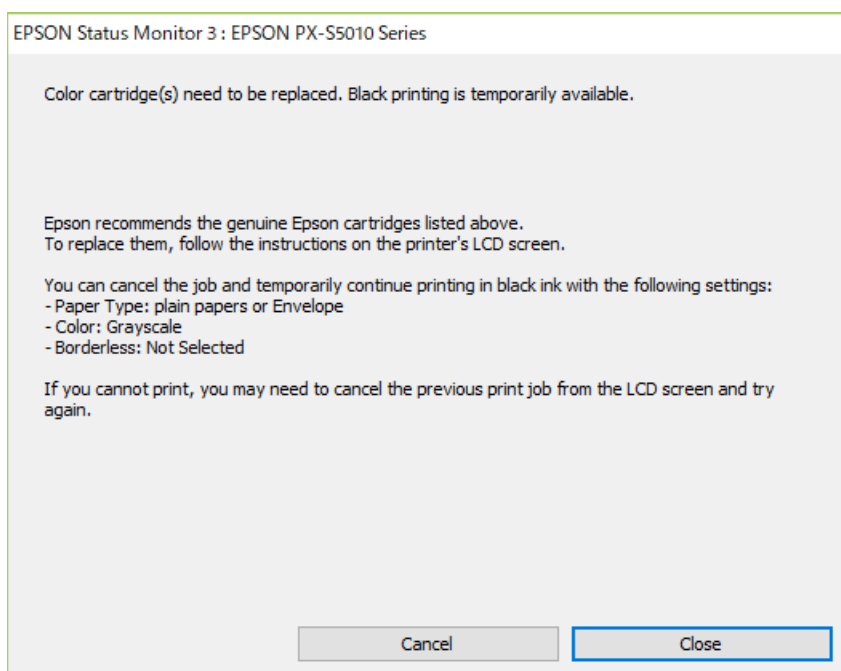 EPSON Status Monitor 3 : EPSON PX-S5010 Series
Color cartridge(s) need to be replaced. Black printing is temporarily available.
Epson recommends the genuine Epson cartridges listed above.
To replace them, follow the instructions on the printer's LCD screen.
You can cancel the job and temporarily continue printing in black ink with the following settings:
- Paper Type: plain papers or Envelope
- Color: Grayscale
- Borderless: Not Selected
If you cannot print, you may need to cancel the previous print job from the LCD screen and try
again.
Cancel
Close